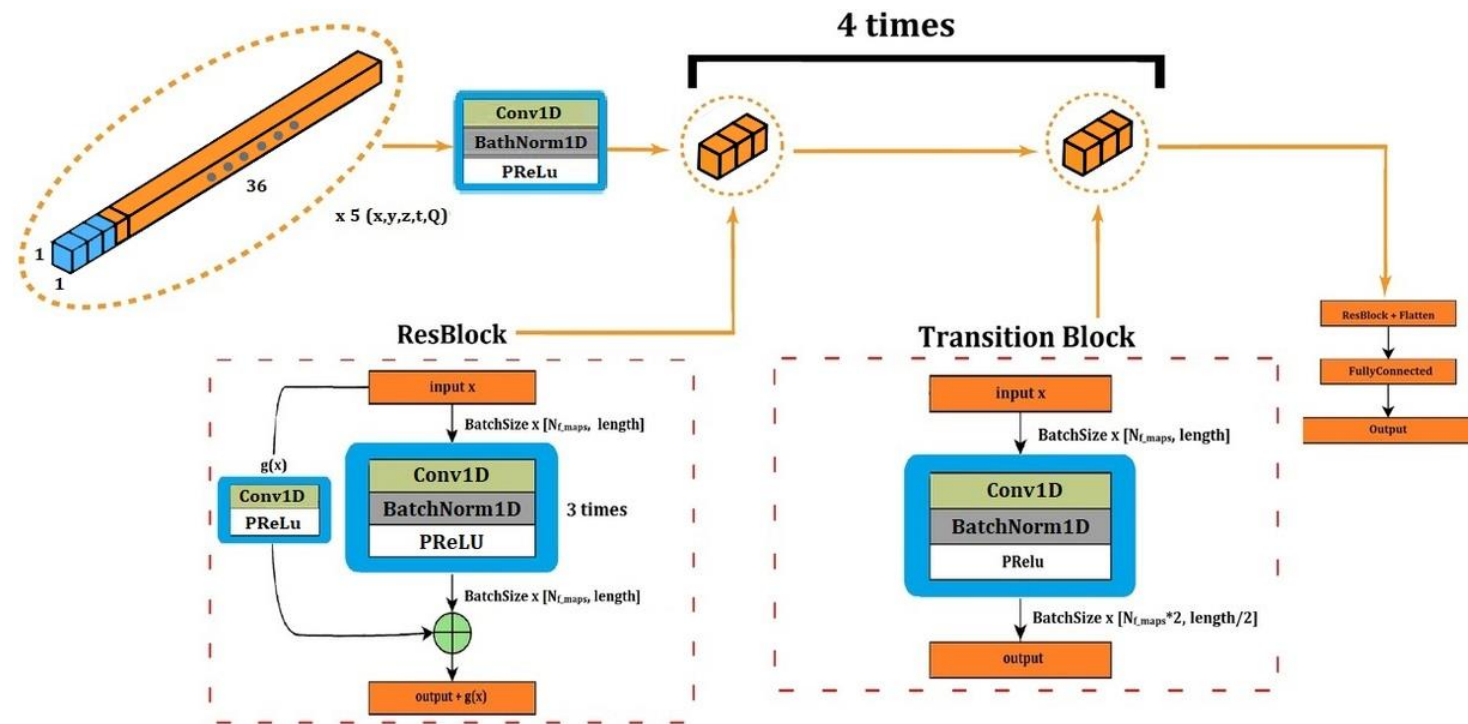 4 times
Conv1D
BathNorm1D
PReLu
36
x 5 (x,y,z,t,Q)
1
1
ResBlock
input x
BatchSize x [Nf_maps, length]
g(x)
Conv1D
PReLu
Conv1D
BatchNorm1D
PReLU
3 times
BatchSize x [Nf_maps, length]
output + g(x)
Transition Block
input x
BatchSize x [Nf_maps, length]
Conv1D
BatchNorm1D
PRelu
BatchSize x [Nf_maps*2, length/2]
output
ResBlock + Flatten
FullyConnected
Output